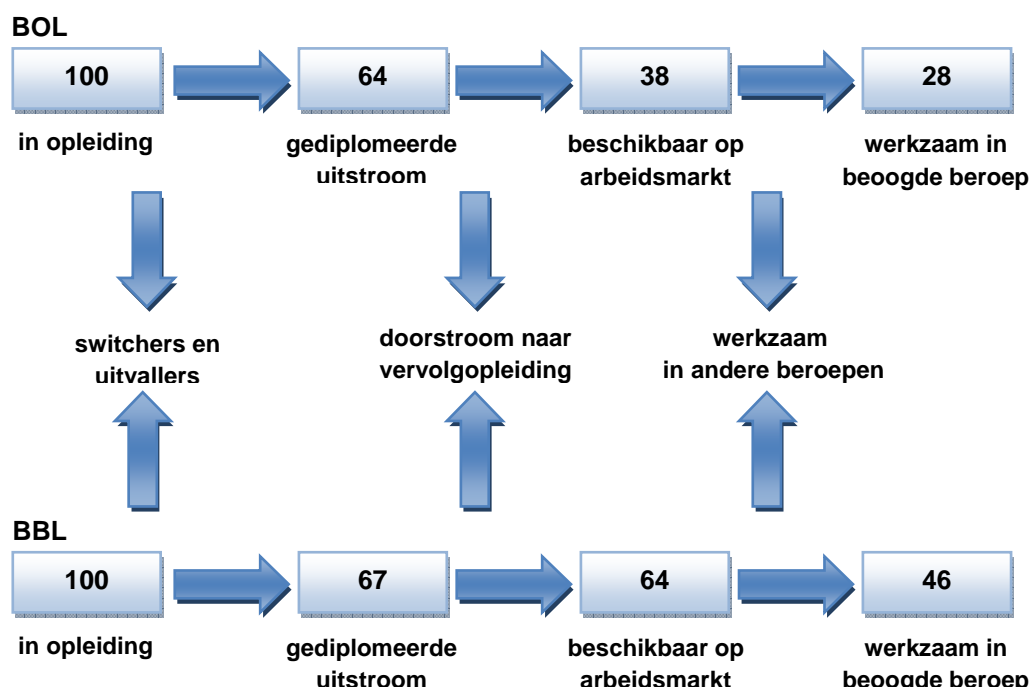 BOL
100 64 38 28
in opleiding gediplomeerde beschikbaar op werkzaam in
uitstroom arbeidsmarkt beoogde beroep
switchers en doorstroom naar werkzaam
uitvallers vervolgopleiding in andere beroepen
BBL
100 67 64 46
in opleiding gediplomeerde beschikbaar op werkzaam in
uitstroom arbeidsmarkt beoogde beroep